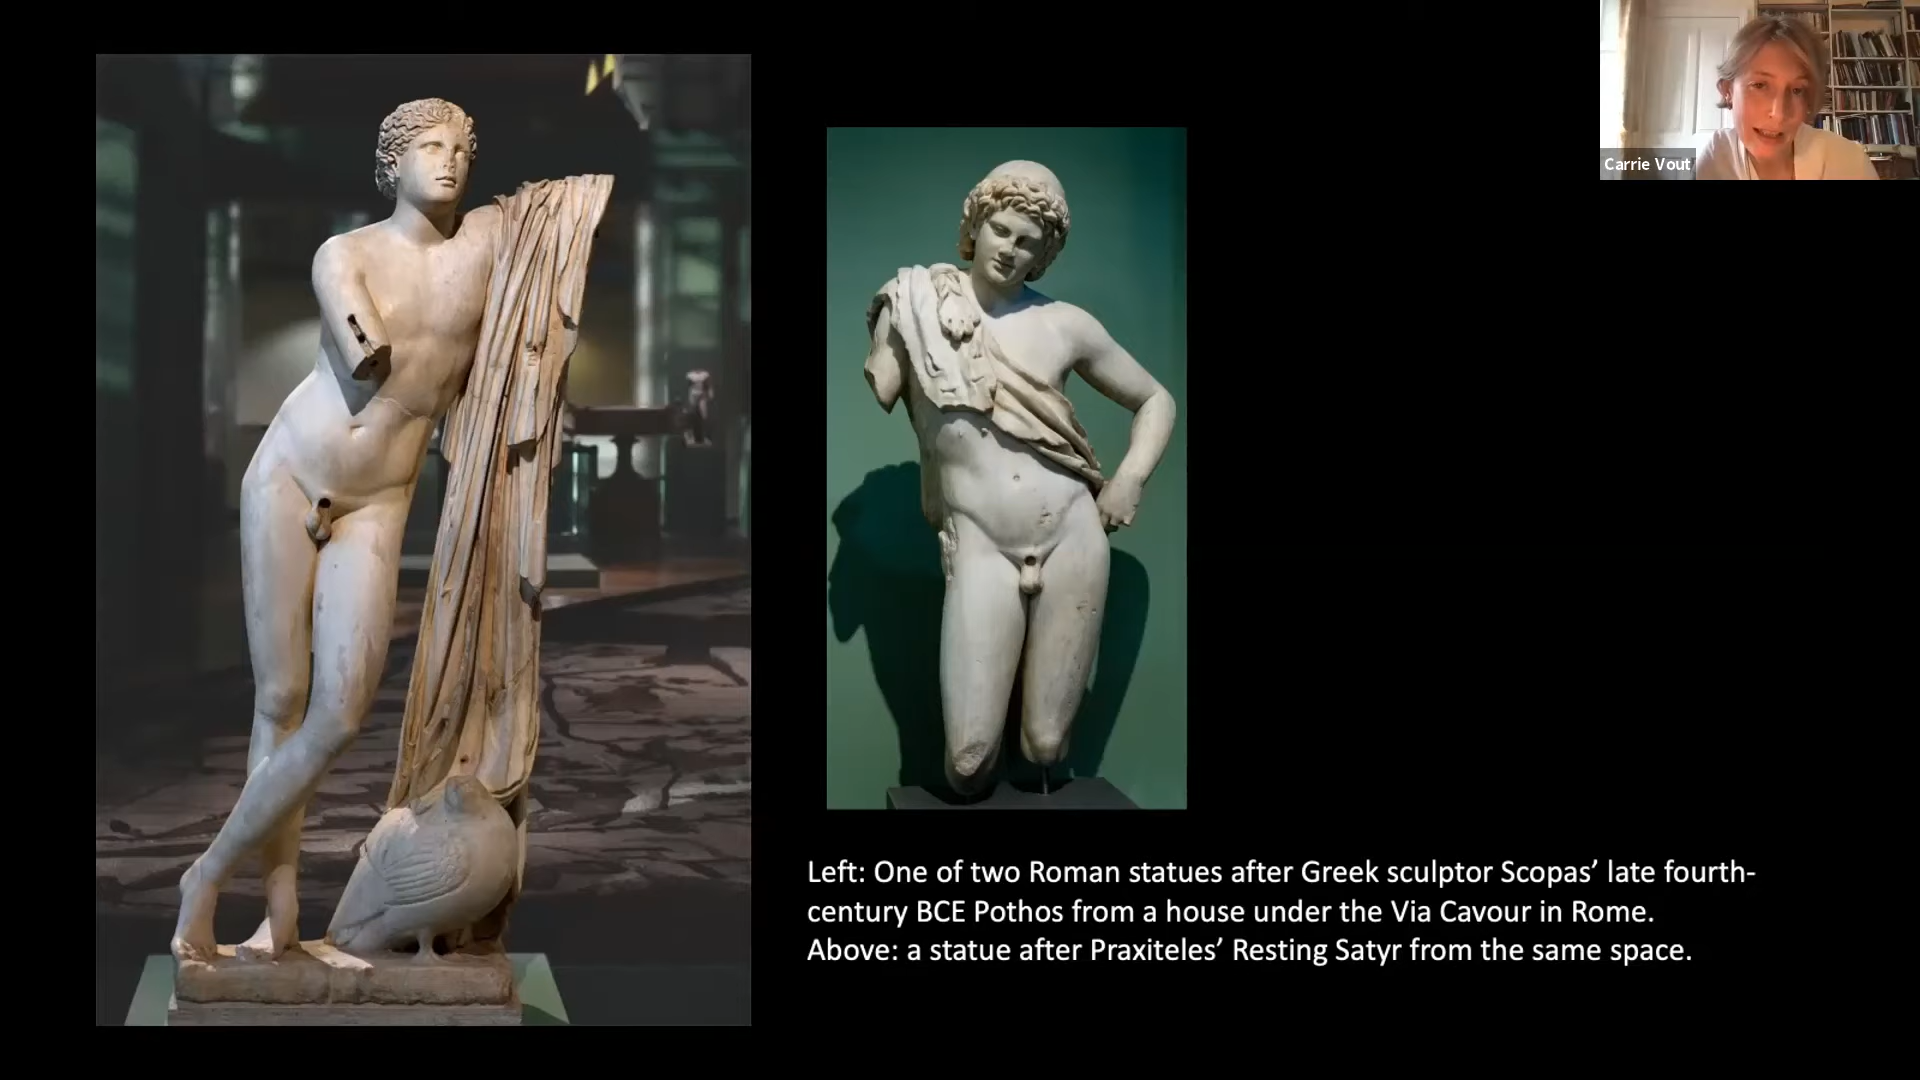 Carrie Vout
Left: One of two Roman statues after Greek sculptor Scopas’ late fourth-
century BCE Pothos from a house under the Via Cavour in Rome.
Above: a statue after Praxiteles’ Resting Satyr from the same space.